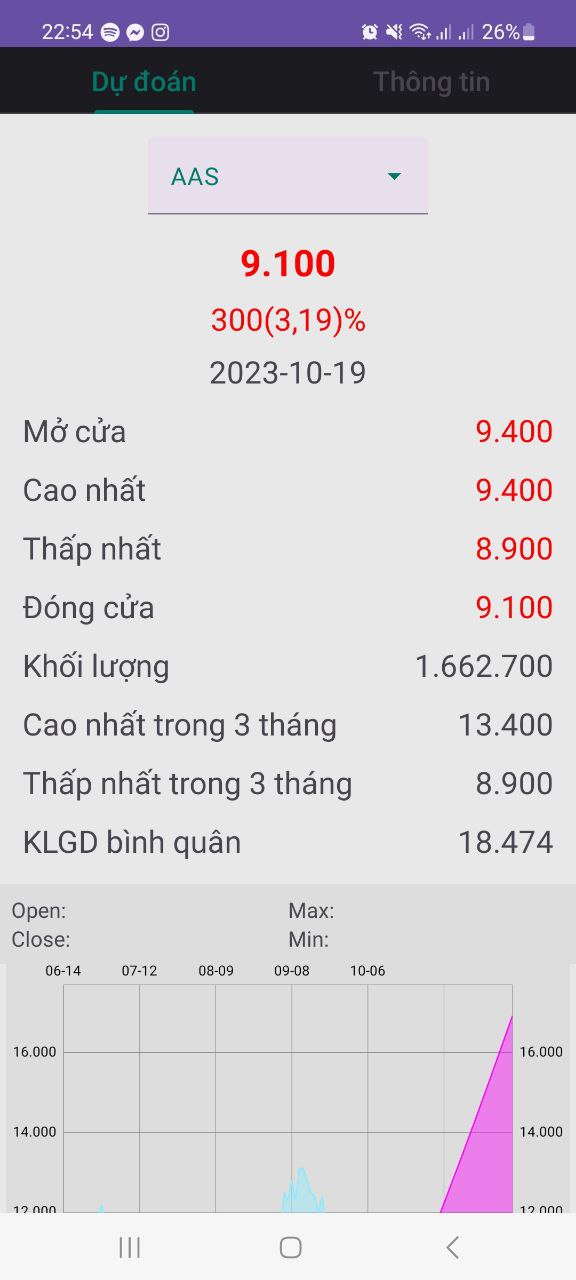 22:54 26%
Dự đoán Thông tin
AAS
9.100
300(3,19)%
2023-10-19
Mở cửa 9.400
Cao nhất 9.400
Thấp nhất 8.900
Đóng cửa 9.100
Khối lượng 1.662.700
Cao nhất trong 3 tháng 13.400
Thấp nhất trong 3 tháng 8.900
KLGD bình quân 18.474
Open: Max:
Close: Min:
06-14 07-12 08-09 09-08 10-06
16.000 16.000
14.000 14.000
12.000 12.000